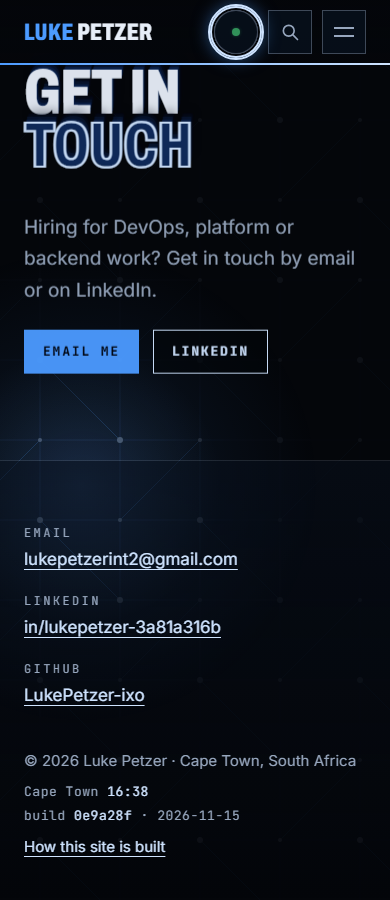 LUKE PETZER
GET IN
TOUCH
Hiring for DevOps, platform or
backend work? Get in touch by email
or on LinkedIn.
EMAIL ME
LINKEDIN
EMAIL
lukepetzerint2@gmail.com
LINKEDIN
in/lukepetzer-3a81a316b
GITHUB
LukePetzer-ixo
© 2026 Luke Petzer · Cape Town, South Africa
Cape Town 16:38
build 0e9a28f · 2026-11-15
How this site is built